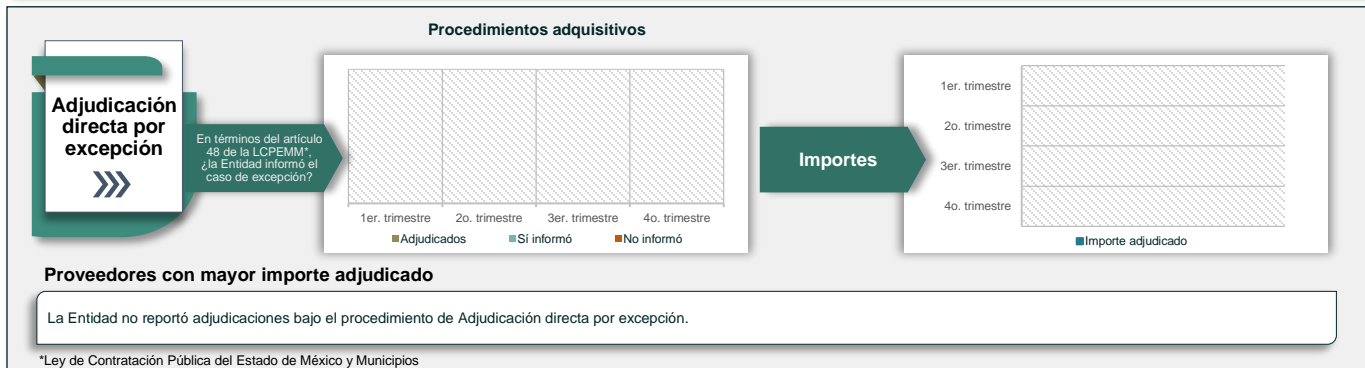 Procedimientos adquisitivos
Adjudicación
directa por
excepción
En términos del artículo
48 de la LCPEMM*,
¿la Entidad informó el
caso de excepción?
1er. trimestre 2o. trimestre 3er. trimestre 4o. trimestre
Adjudicados Sí informó No informó
Importes
1er. trimestre
2o. trimestre
3er. trimestre
4o. trimestre
Importe adjudicado
Proveedores con mayor importe adjudicado
La Entidad no reportó adjudicaciones bajo el procedimiento de Adjudicación directa por excepción.
*Ley de Contratación Pública del Estado de México y Municipios